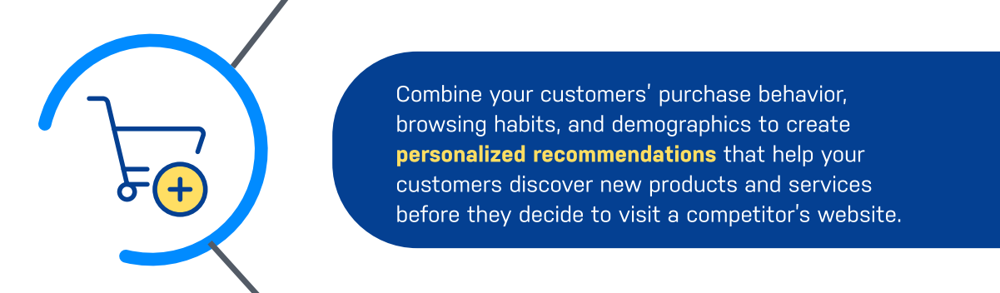 Combine your customers’ purchase behavior,
browsing habits, and demographics to create
personalized recommendations that help your
customers discover new products and services
before they decide to visit a competitor’s website.